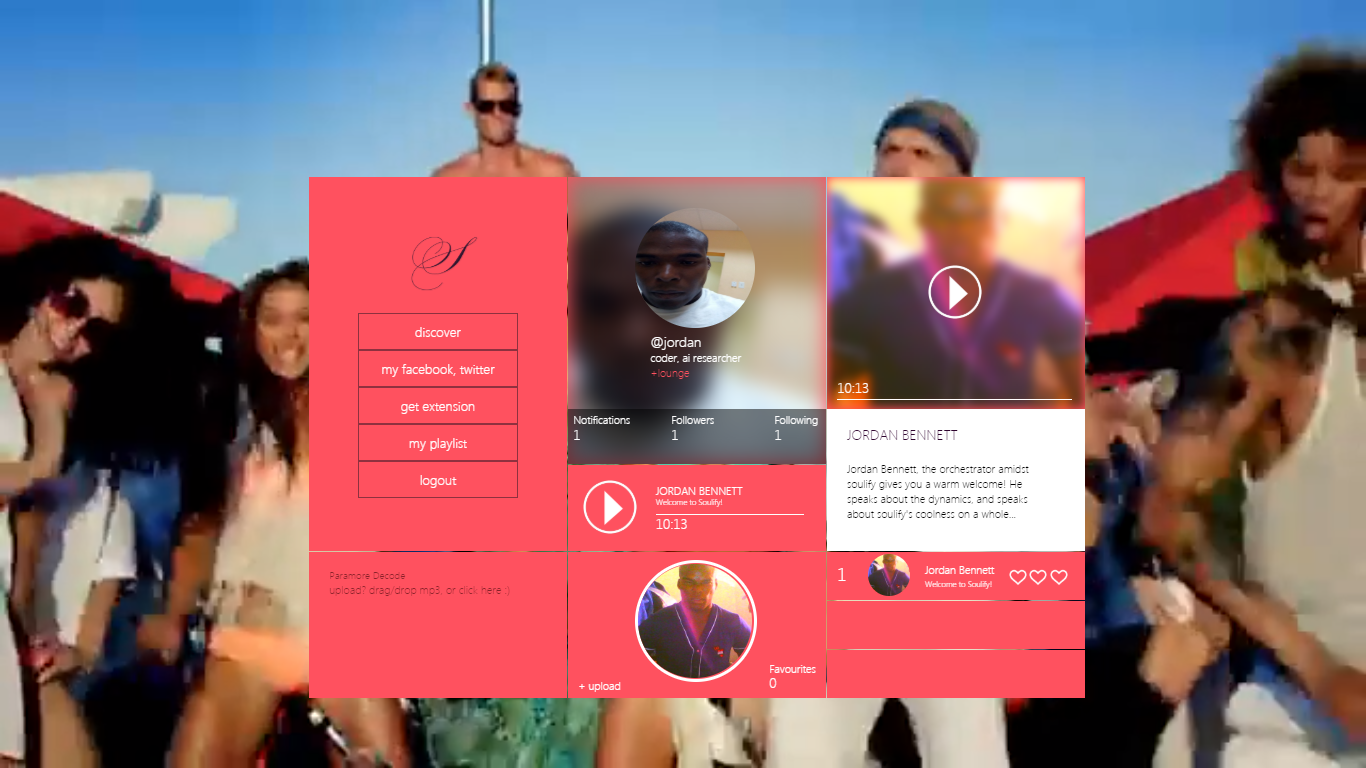 S
discover
my facebook, twitter
get extension
my playlist
logout
@jordan
coder, ai researcher
+lounge
Notifications
1
Followers
1
Following
1
JORDAN BENNETT
Welcome to Soulify!
10:13
10:13
JORDAN BENNETT
Jordan Bennett, the orchestrator amidst
soulify gives you a warm welcome! He
speaks about the dynamics, and speaks
about soulify's coolness on a whole...
Paramore Decode
upload? drag/drop mp3, or click here :)
+ upload
Favourites
0
1
Jordan Bennett
Welcome to Soulify!